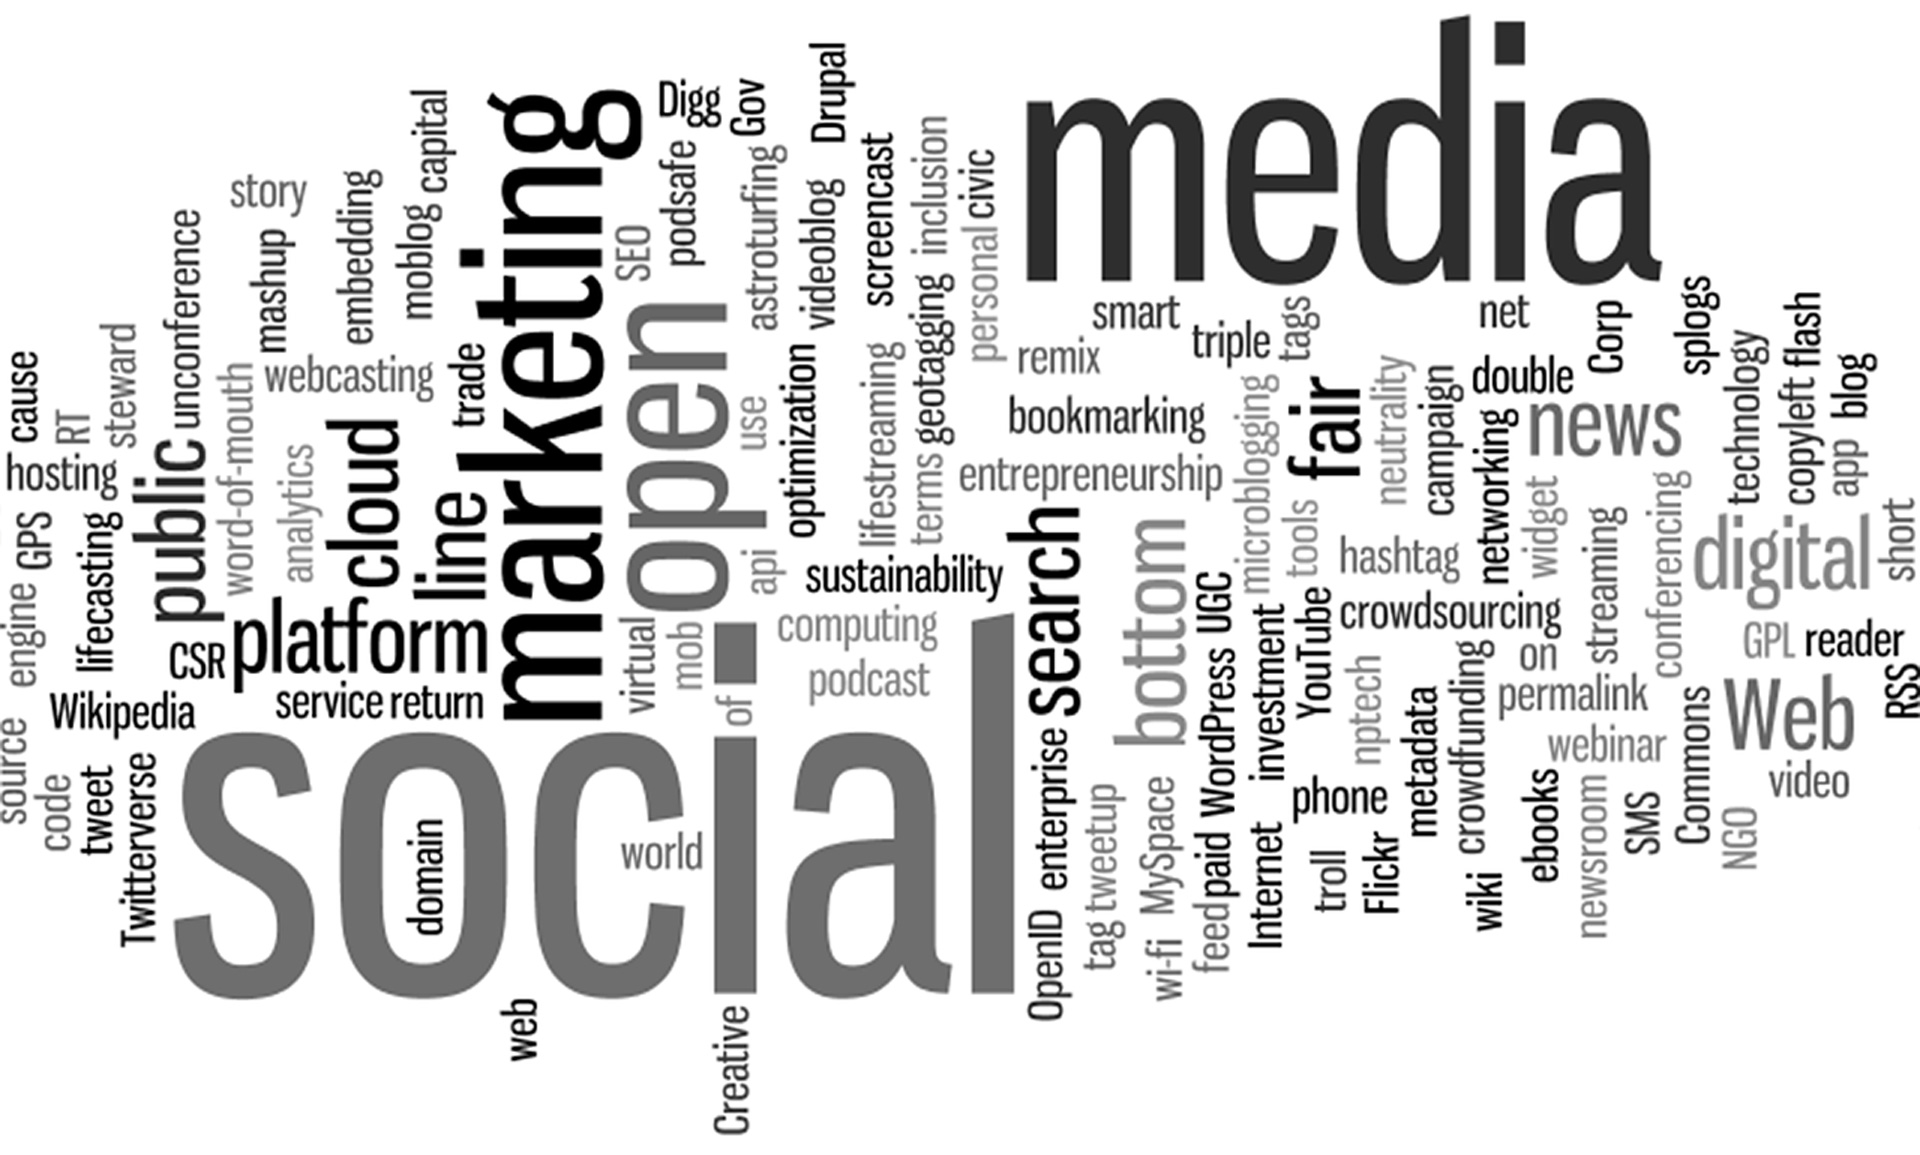 media
Drupal
Digg
Gov
capital
marketing
inclusion
screencast
podsafe
astroturfing
civic
story
embedding
videoblog
moblog
unconference
mashup
SEO
personal
geotagging
open
smart
tags
net
Corp
splogs
flash
triple
steward
technology
cause
RT
webcasting
trade
optimization
lifestreaming
remix
double
blog
neutrality
campaign
copyleft
word-of-mouth
use
bookmarking
microblogging
fair
news
app
networking
public
cloud
analytics
hosting
terms
entrepreneurship
line
widget
conferencing
tools
streaming
digital
short
GPS
lifecasting
search
bottom
api
sustainability
hashtag
engine
platform
computing
UGC
YouTube
crowdsourcing
GPL
reader
CSR
virtual
mob
podcast
on
service
return
of
WordPress
investment
nptech
metadata
crowdfunding
permalink
Web
RSS
Wikipedia
social
webinar
Commons
source
code
tweet
Twitterverse
enterprise
tweetup
MySpace
paid
phone
video
domain
world
Internet
troll
Flickr
wiki
ebooks
newsroom
SMS
NGO
OpenID
tag
wi-fi
feed
web
Creative